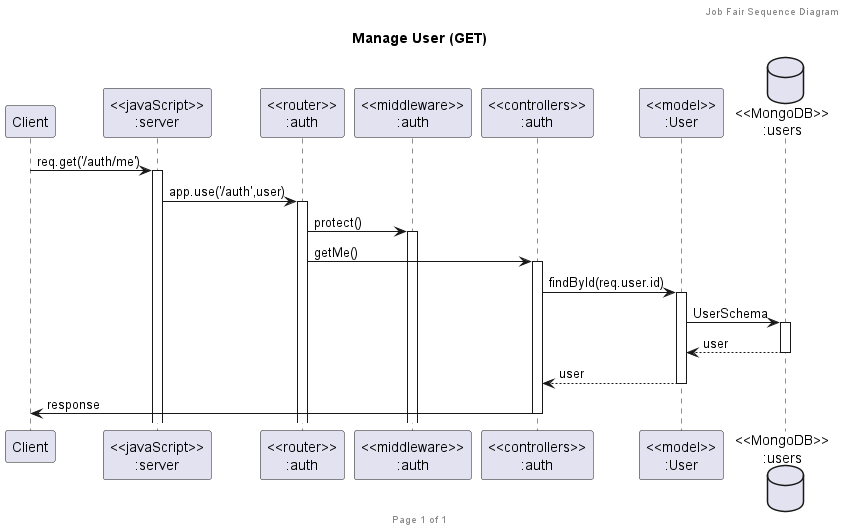 Job Fair Sequence Diagram
Manage User (GET)
Client
<<javaScript>>
:server
<<router>>
:auth
<<middleware>>
:auth
<<controllers>>
:auth
<<model>>
:User
<<MongoDB>>
:users
req.get('/auth/me')
app.use('/auth',user)
protect()
getMe()
findById(req.user.id)
UserSchema
user
user
response
Client
<<javaScript>>
:server
<<router>>
:auth
<<middleware>>
:auth
<<controllers>>
:auth
<<model>>
:User
<<MongoDB>>
:users
Page 1 of 1